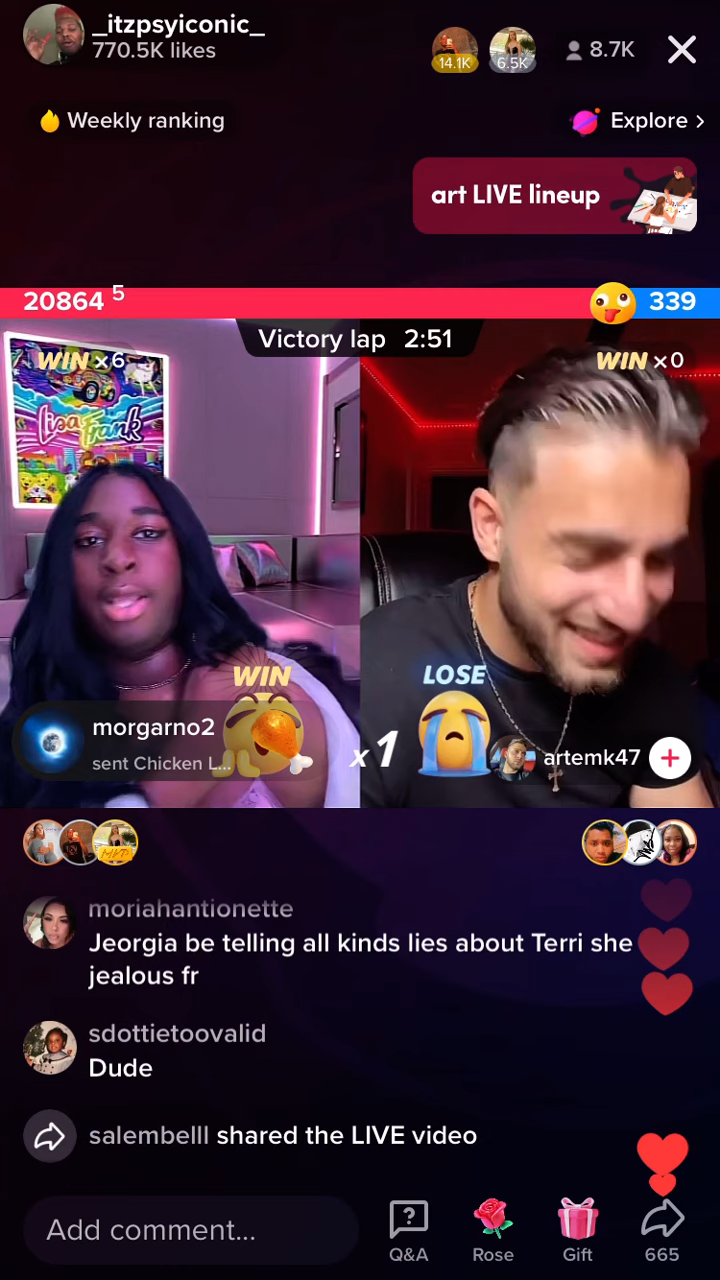 _itzpsyiconic_
770.5K likes
14.1K
6.5K
8.7K
Weekly ranking
Explore >
art LIVE lineup
20864 5
339
Victory lap 2:51
WIN x6
WIN x0
Lisa
Frank
WIN
LOSE
morgarno2
sent Chicken L...
x1
artemk47
moriahantionette
Jeorgia be telling all kinds lies about Terri she
jealous fr
sdottietoovalid
Dude
salembelll shared the LIVE video
Add comment...
Q&A
Rose
Gift
665